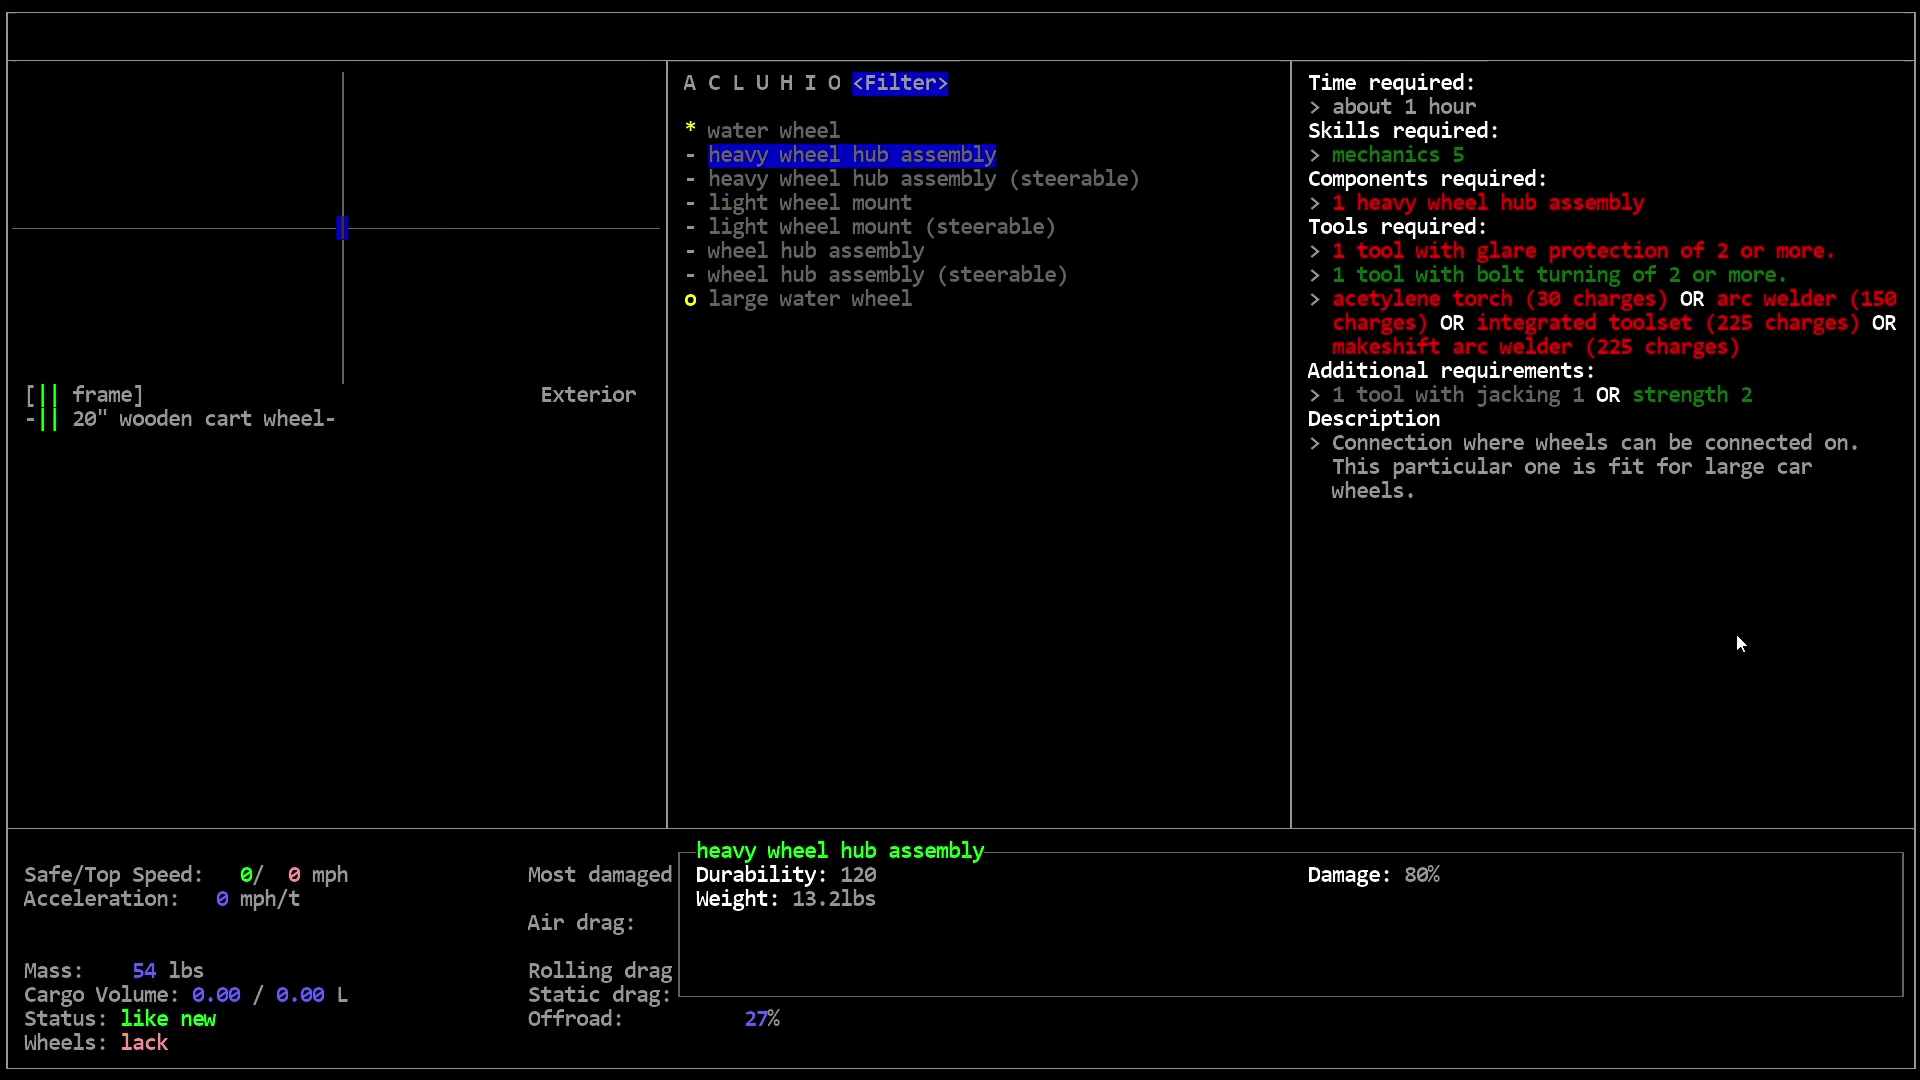 A C L U H I O <Filter>
* water wheel
- heavy wheel hub assembly
- heavy wheel hub assembly (steerable)
- light wheel mount
- light wheel mount (steerable)
- wheel hub assembly
- wheel hub assembly (steerable)
o large water wheel
[|| frame] Exterior
-|| 20" wooden cart wheel-
Time required:
> about 1 hour
Skills required:
> mechanics 5
Components required:
> 1 heavy wheel hub assembly
Tools required:
> 1 tool with glare protection of 2 or more.
> 1 tool with bolt turning of 2 or more.
> acetylene torch (30 charges) OR arc welder (150
charges) OR integrated toolset (225 charges) OR
makeshift arc welder (225 charges)
Additional requirements:
> 1 tool with jacking 1 OR strength 2
Description
> Connection where wheels can be connected on.
This particular one is fit for large car
wheels.
Safe/Top Speed: 0/ 0 mph
Acceleration: 0 mph/t
Mass: 54 lbs
Cargo Volume: 0.00 / 0.00 L
Status: like new
Wheels: lack
Most damaged
Air drag:
Rolling drag
Static drag:
Offroad: 27%
heavy wheel hub assembly
Durability: 120 Damage: 80%
Weight: 13.2lbs